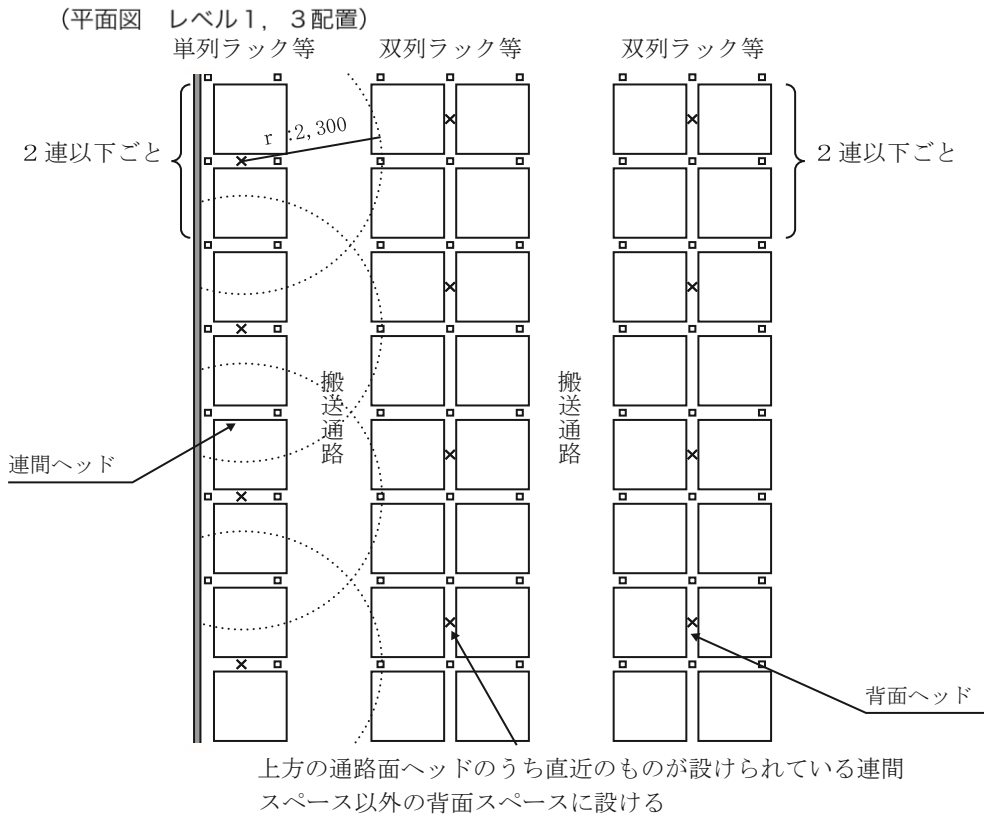 （平面図　レベル１，３配置）
単列ラック等
双列ラック等
双列ラック等
２連以下ごと
r :2,300
２連以下ごと
搬送通路
搬送通路
連間ヘッド
背面ヘッド
上方の通路面ヘッドのうち直近のものが設けられている連間
スペース以外の背面スペースに設ける